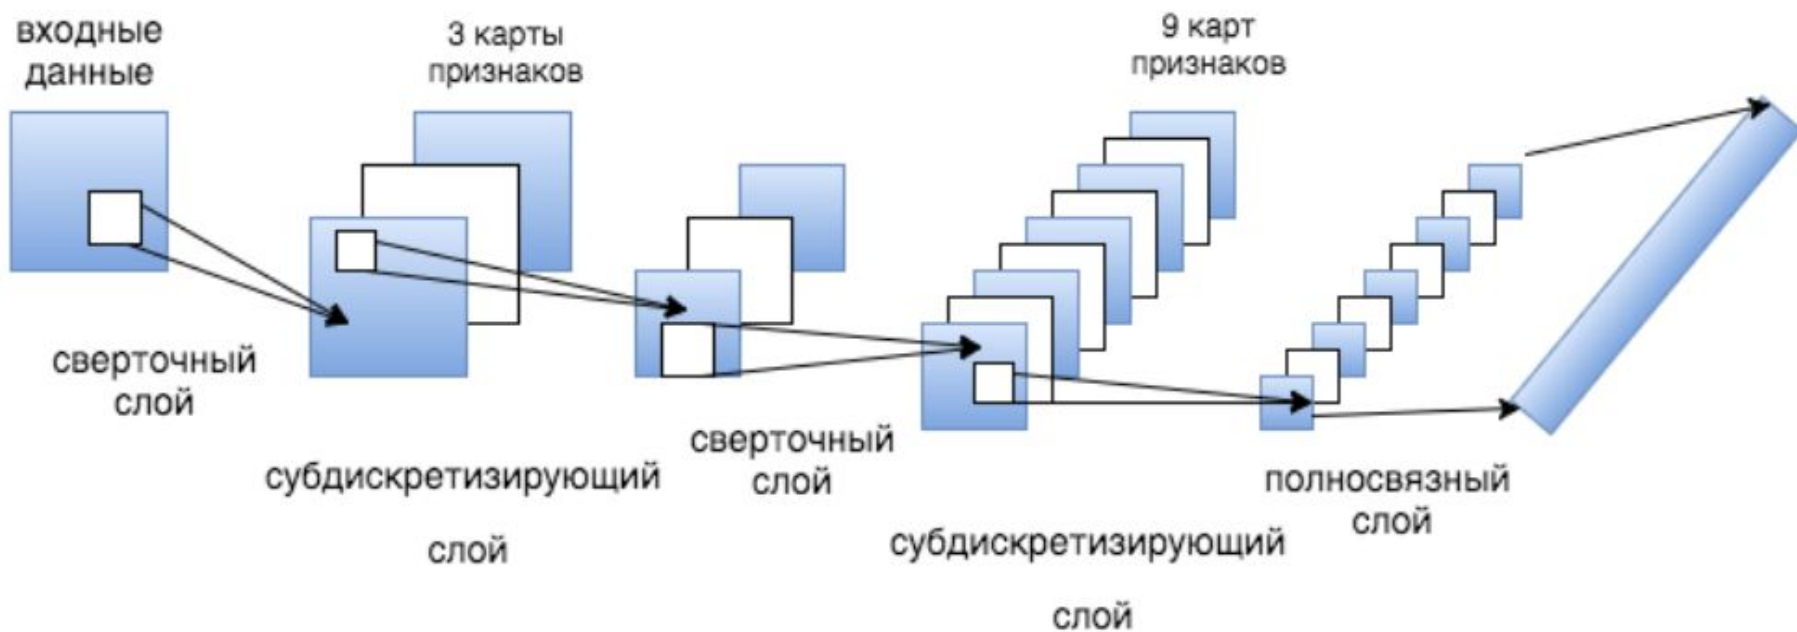 входные
данные
3 карты
признаков
9 карт
признаков
сверточный
слой
субдискретизирующий
слой
сверточный
слой
субдискретизирующий
слой
полносвязный
слой